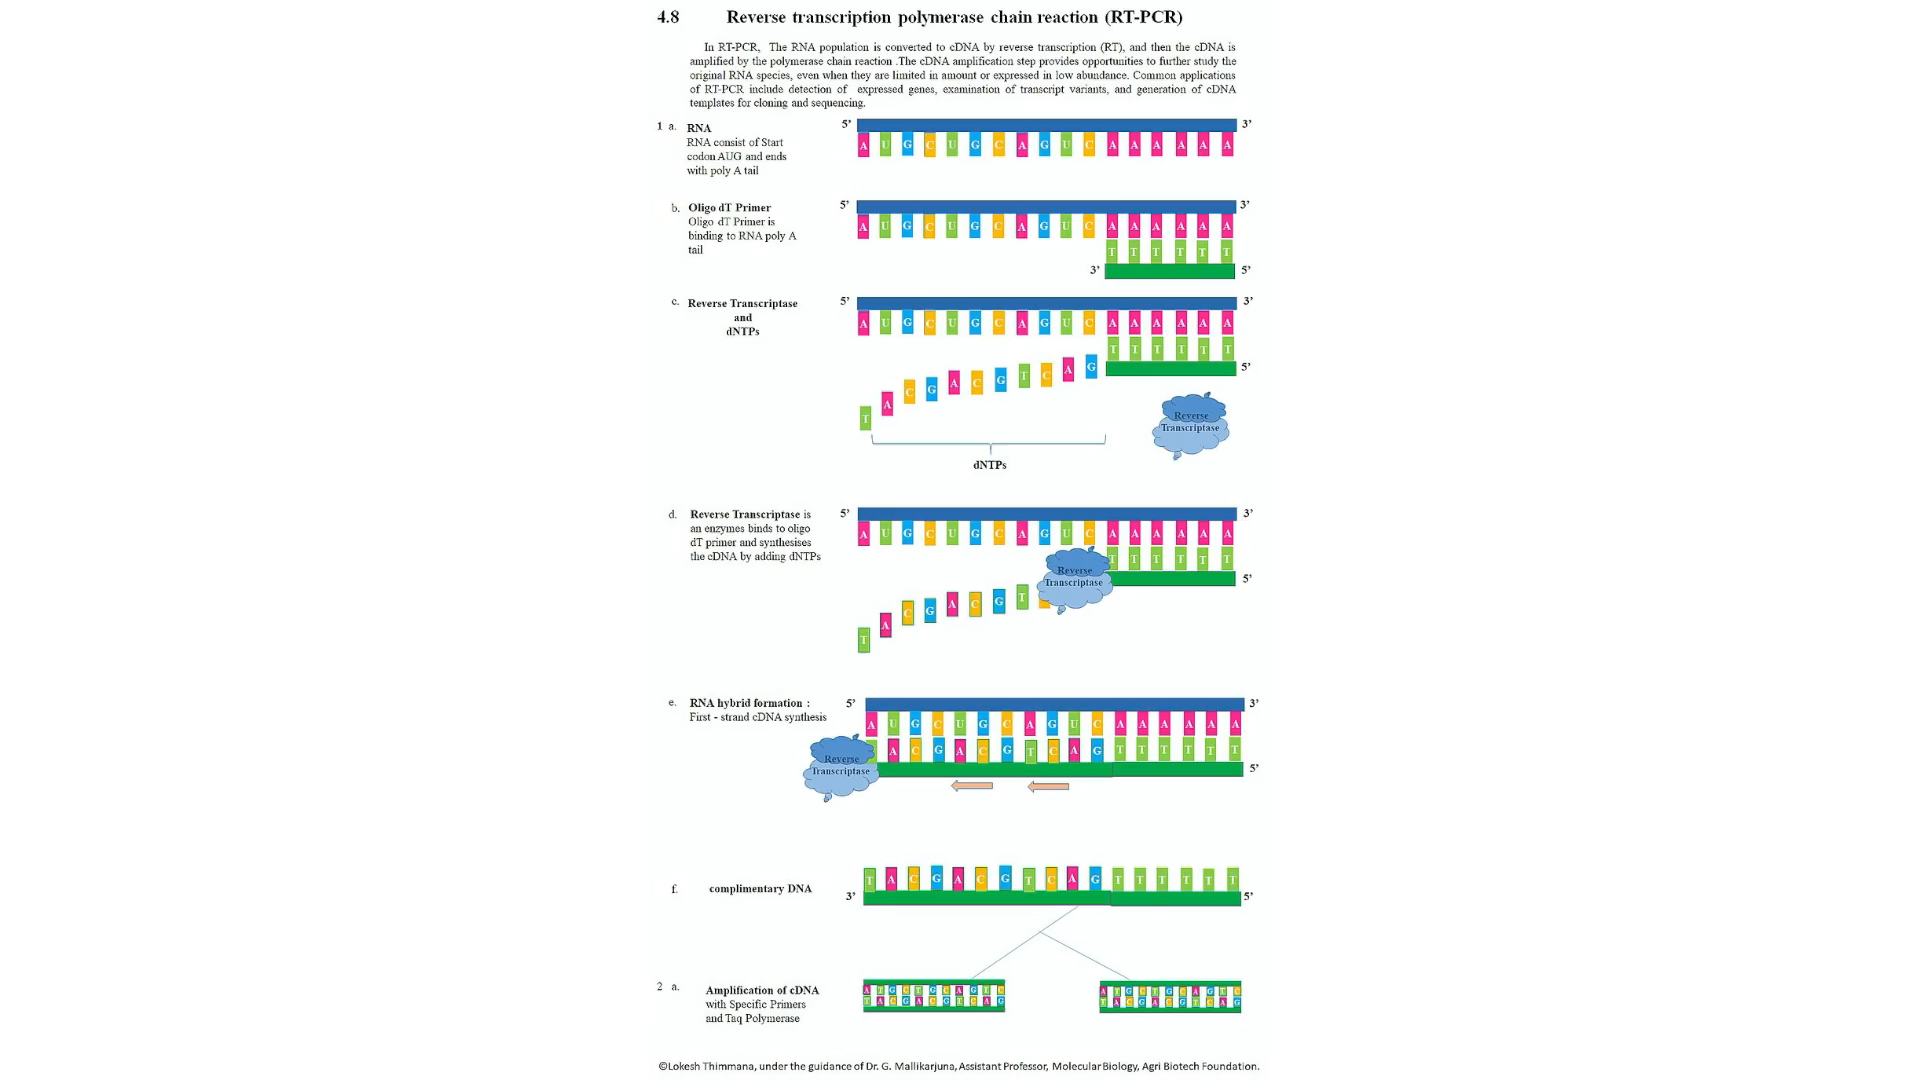 4.8 Reverse transcription polymerase chain reaction (RT-PCR)
In RT-PCR, The RNA population is converted to cDNA by reverse transcription (RT), and then the cDNA is
amplified by the polymerase chain reaction .The cDNA amplification step provides opportunities to further study the
original RNA species, even when they are limited in amount or expressed in low abundance. Common applications
of RT-PCR include detection of expressed genes, examination of transcript variants, and generation of cDNA
templates for cloning and sequencing.
1 a. RNA
RNA consist of Start
codon AUG and ends
with poly A tail
5’ 3’
A U G C U G C A G U C A A A A A A
b. Oligo dT Primer
Oligo dT Primer is
binding to RNA poly A
tail
5’ 3’
A U G C U G C A G U C A A A A A A
T T T T T T
3’ 5’
c. Reverse Transcriptase
and
dNTPs
5’ 3’
A U G C U G C A G U C A A A A A A
T T T T T T
5’
T A C G A C G T C A G
dNTPs
Reverse
Transcriptase
d. Reverse Transcriptase is
an enzymes binds to oligo
dT primer and synthesises
the cDNA by adding dNTPs
5’ 3’
A U G C U G C A G U C A A A A A A
T T T T T T
5’
Reverse
Transcriptase
T A C G A C G T
e. RNA hybrid formation :
First - strand cDNA synthesis
5’ 3’
A U G C U G C A G U C A A A A A A
A C G A C G T C A G T T T T T T
5’
Reverse
Transcriptase
f. complimentary DNA
T A C G A C G T C A G T T T T T T
3’ 5’
2 a. Amplification of cDNA
with Specific Primers
and Taq Polymerase
A T G C T G C A G T C
T A C G A C G T C A G
A T G C T G C A G T C
T A C G A C G T C A G
©Lokesh Thimmana, under the guidance of Dr. G. Mallikarjuna, Assistant Professor, Molecular Biology, Agri Biotech Foundation.